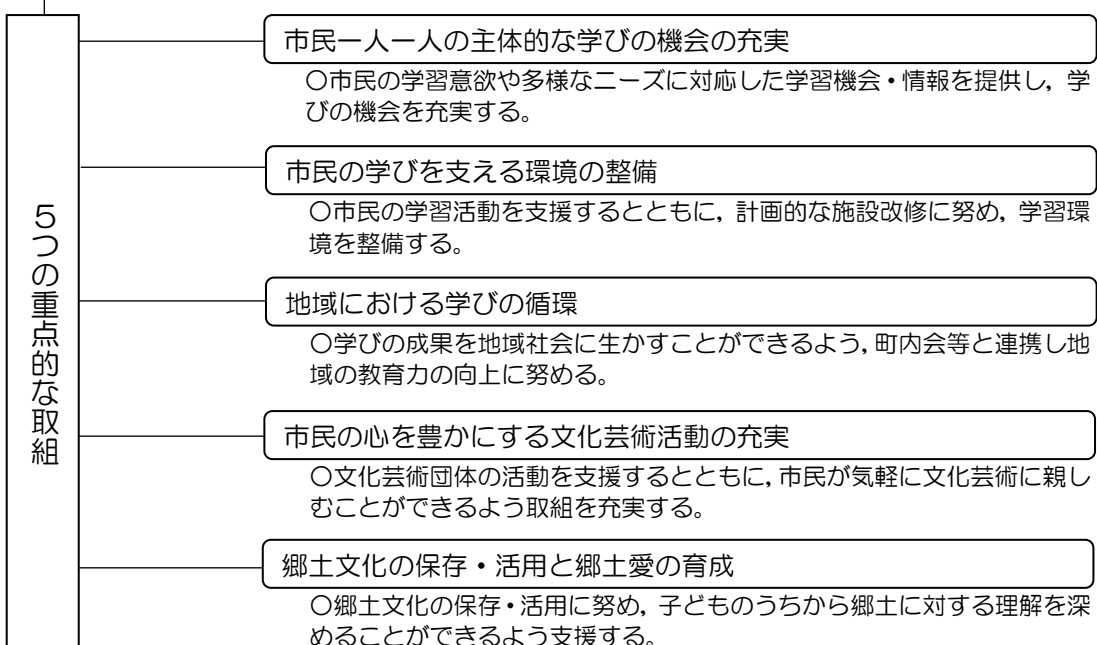 5つの重点的な取組
市民一人一人の主体的な学びの機会の充実
〇市民の学習意欲や多様なニーズに対応した学習機会・情報を提供し，学
びの機会を充実する。
市民の学びを支える環境の整備
〇市民の学習活動を支援するとともに，計画的な施設改修に努め，学習環
境を整備する。
地域における学びの循環
〇学びの成果を地域社会に生かすことができるよう，町内会等と連携し地
域の教育力の向上に努める。
市民の心を豊かにする文化芸術活動の充実
〇文化芸術団体の活動を支援するとともに，市民が気軽に文化芸術に親し
むことができるよう取組を充実する。
郷土文化の保存・活用と郷土愛の育成
〇郷土文化の保存・活用に努め，子どものうちから郷土に対する理解を深
めることができるよう支援する。